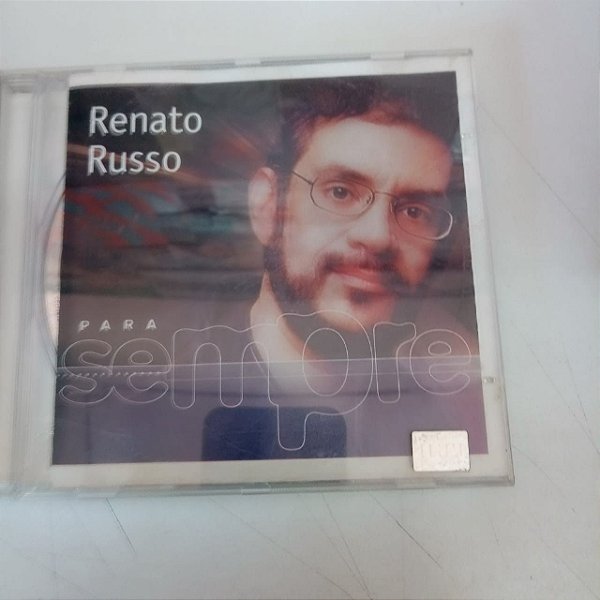 Renato
Russo
PARA
sempre